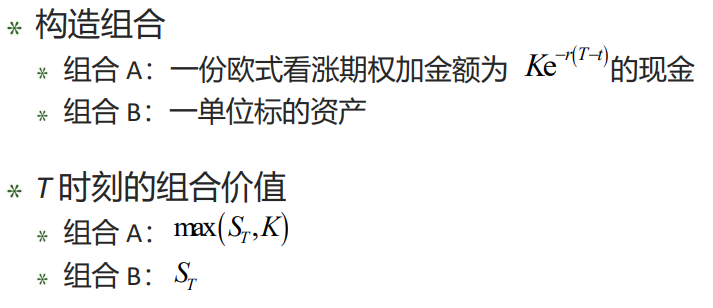 * 构造组合
* 组合 A：一份欧式看涨期权加金额为 Ke^{-r(T-t)}的现金
* 组合 B：一单位标的资产
* T 时刻的组合价值
* 组合 A：max(S_T, K)
* 组合 B：S_T